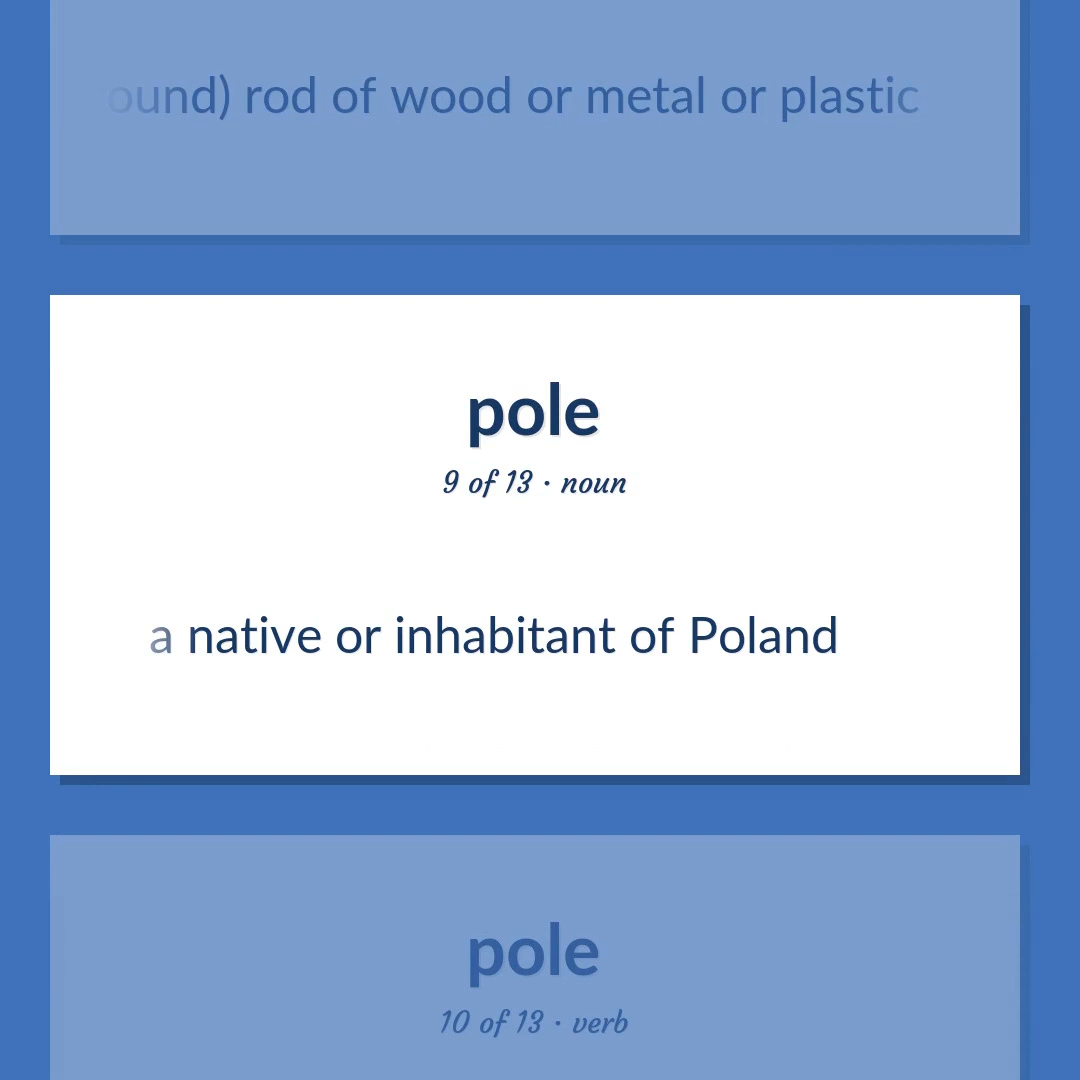 ound) rod of wood or metal or plastic
pole
9 of 13 · noun
a native or inhabitant of Poland
pole
10 of 13 · verb